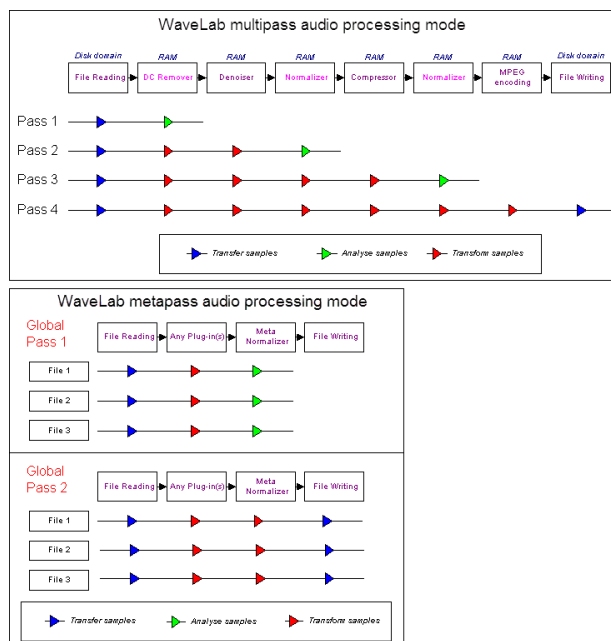 WaveLab multipass audio processing mode
Disk domain RAM RAM RAM RAM RAM RAM Disk domain
File Reading DC Remover Denoiser Normalizer Compressor Normalizer MPEG encoding File Writing
Pass 1
Pass 2
Pass 3
Pass 4
Transfer samples Analyse samples Transform samples
WaveLab metapass audio processing mode
Global Pass 1
File Reading Any Plug-in(s) Meta Normalizer File Writing
File 1
File 2
File 3
Global Pass 2
File Reading Any Plug-in(s) Meta Normalizer File Writing
File 1
File 2
File 3
Transfer samples Analyse samples Transform samples